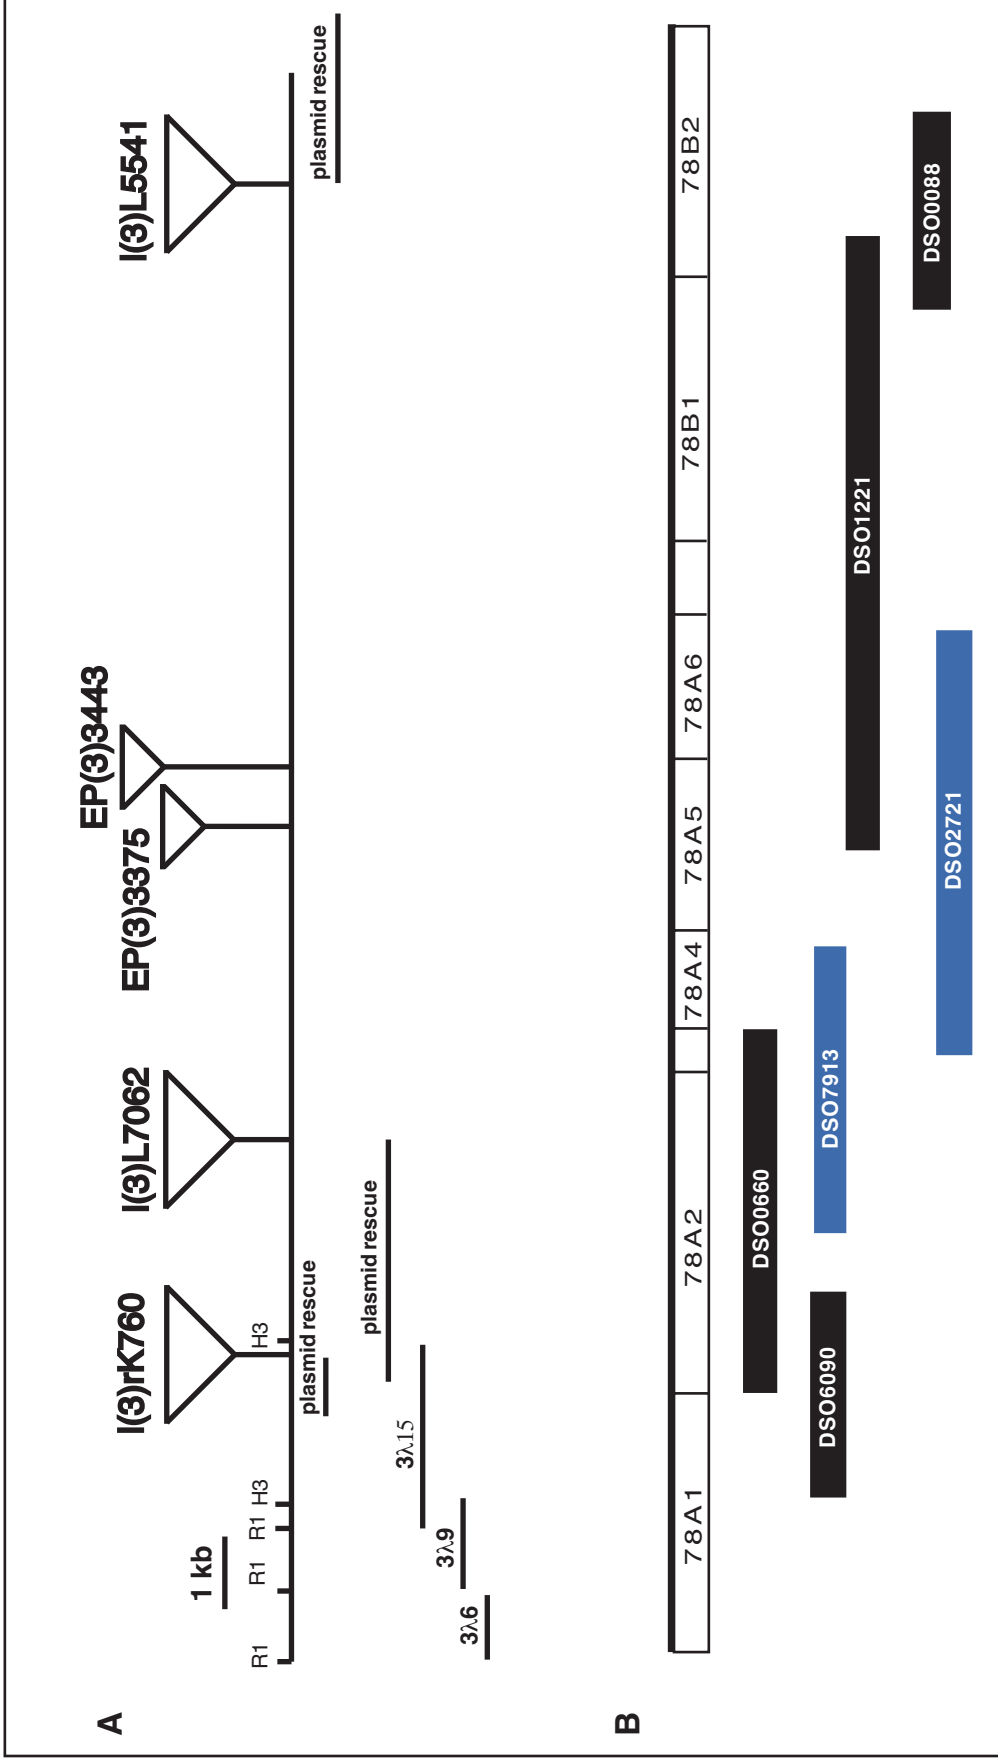 A
EP(3)3443
EP(3)3375
l(3)rK760
l(3)L7062
l(3)L5541
1 kb
R1
R1
R1
H3
H3
plasmid rescue
plasmid rescue
plasmid rescue
3λ15
3λ9
3λ6
B
78A1
78A2
78A4
78A5
78A6
78B1
78B2
DSO0660
DSO6090
DSO7913
DSO1221
DSO0088
DSO2721